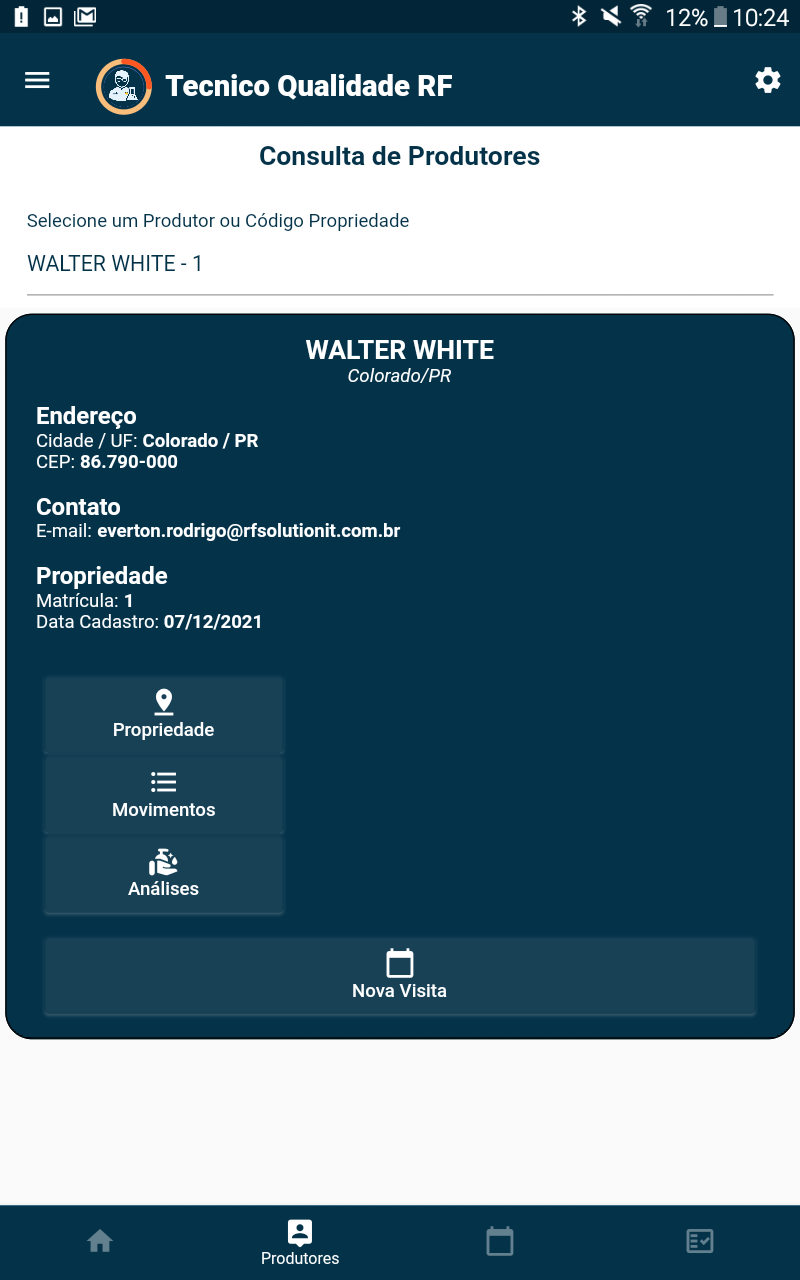 12% 10:24
Tecnico Qualidade RF
Consulta de Produtores
Selecione um Produtor ou Código Propriedade
WALTER WHITE - 1
WALTER WHITE
Colorado/PR
Endereço
Cidade / UF: Colorado / PR
CEP: 86.790-000
Contato
E-mail: everton.rodrigo@rfsolutionit.com.br
Propriedade
Matrícula: 1
Data Cadastro: 07/12/2021
Propriedade
Movimentos
Análises
Nova Visita
Produtores